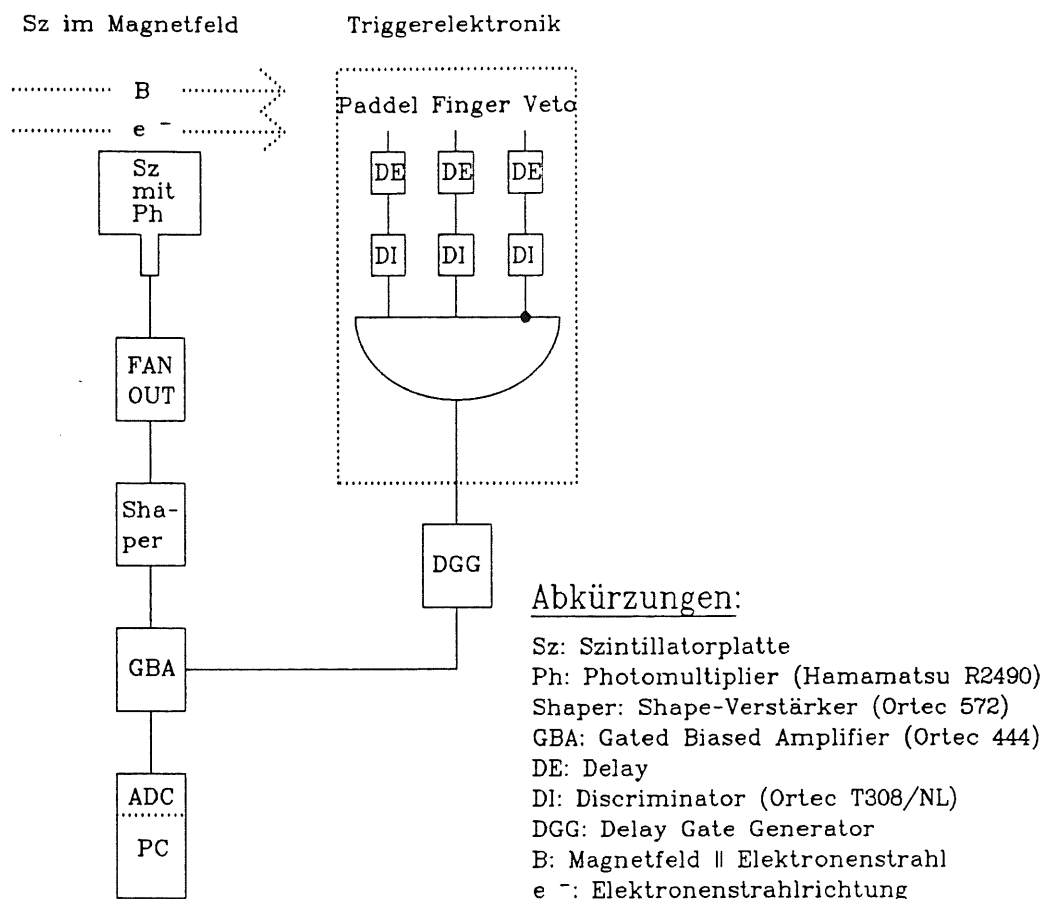 Sz im Magnetfeld
Triggerelektronik
B
e −
Paddel Finger Veto
DE DE DE
DI DI DI
Sz
mit
Ph
FAN
OUT
Sha-
per
DGG
GBA
ADC
PC
Abkürzungen:
Sz: Szintillatorplatte
Ph: Photomultiplier (Hamamatsu R2490)
Shaper: Shape-Verstärker (Ortec 572)
GBA: Gated Biased Amplifier (Ortec 444)
DE: Delay
DI: Discriminator (Ortec T308/NL)
DGG: Delay Gate Generator
B: Magnetfeld ∥ Elektronenstrahl
e −: Elektronenstrahlrichtung